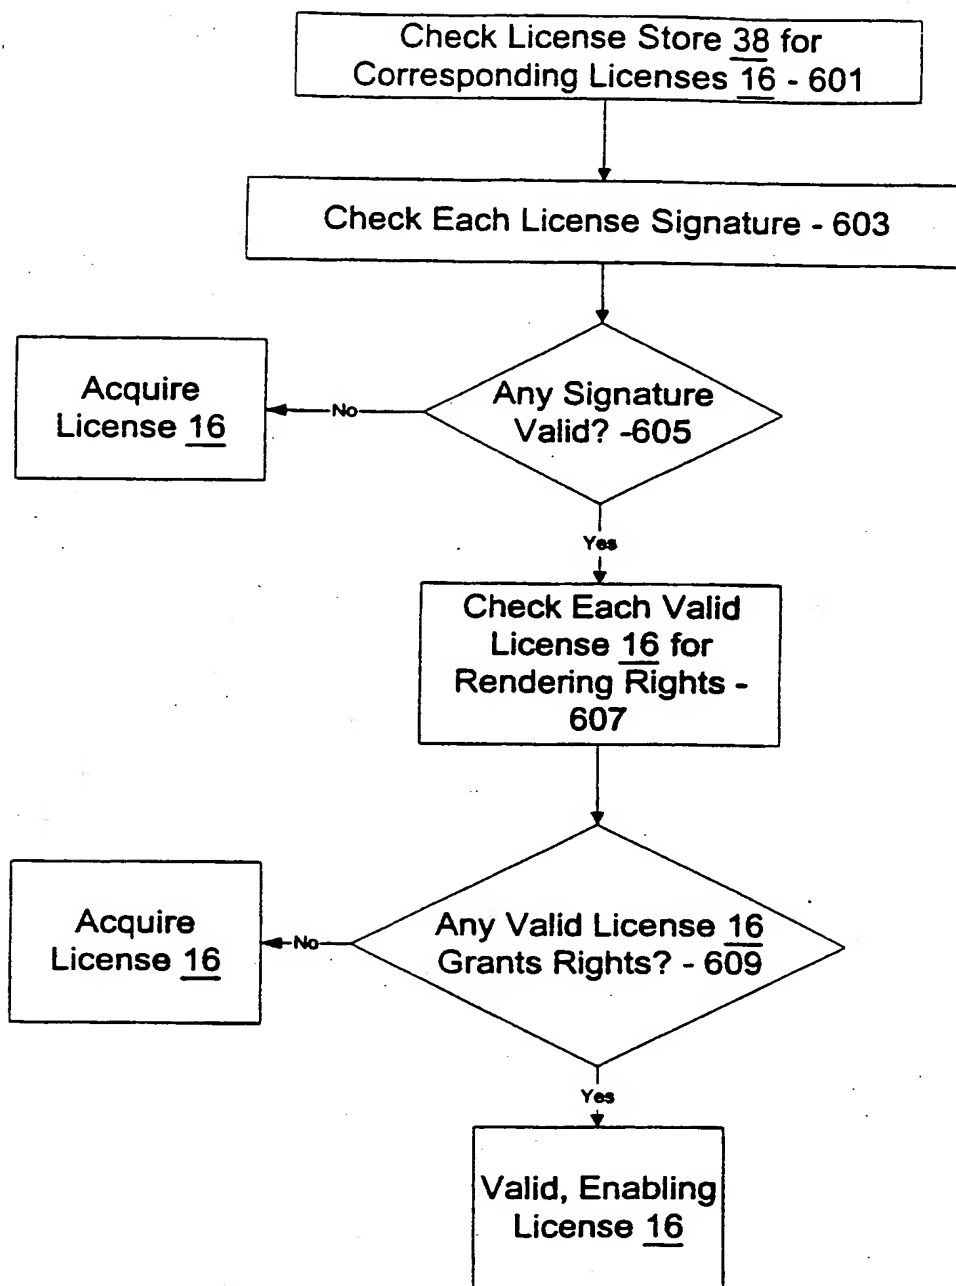 Check License Store 38 for
Corresponding Licenses 16 - 601
Check Each License Signature - 603
Any Signature
Valid? -605
No
Acquire
License 16
Yes
Check Each Valid
License 16 for
Rendering Rights -
607
Any Valid License 16
Grants Rights? - 609
No
Acquire
License 16
Yes
Valid, Enabling
License 16